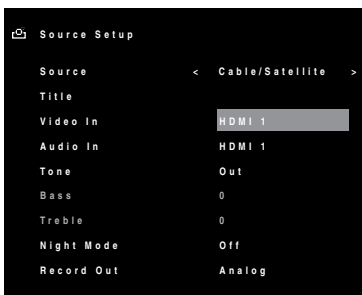 Source Setup
Source < Cable/Satellite >
Title
Video In HDMI 1
Audio In HDMI 1
Tone Out
Bass 0
Treble 0
Night Mode Off
Record Out Analog